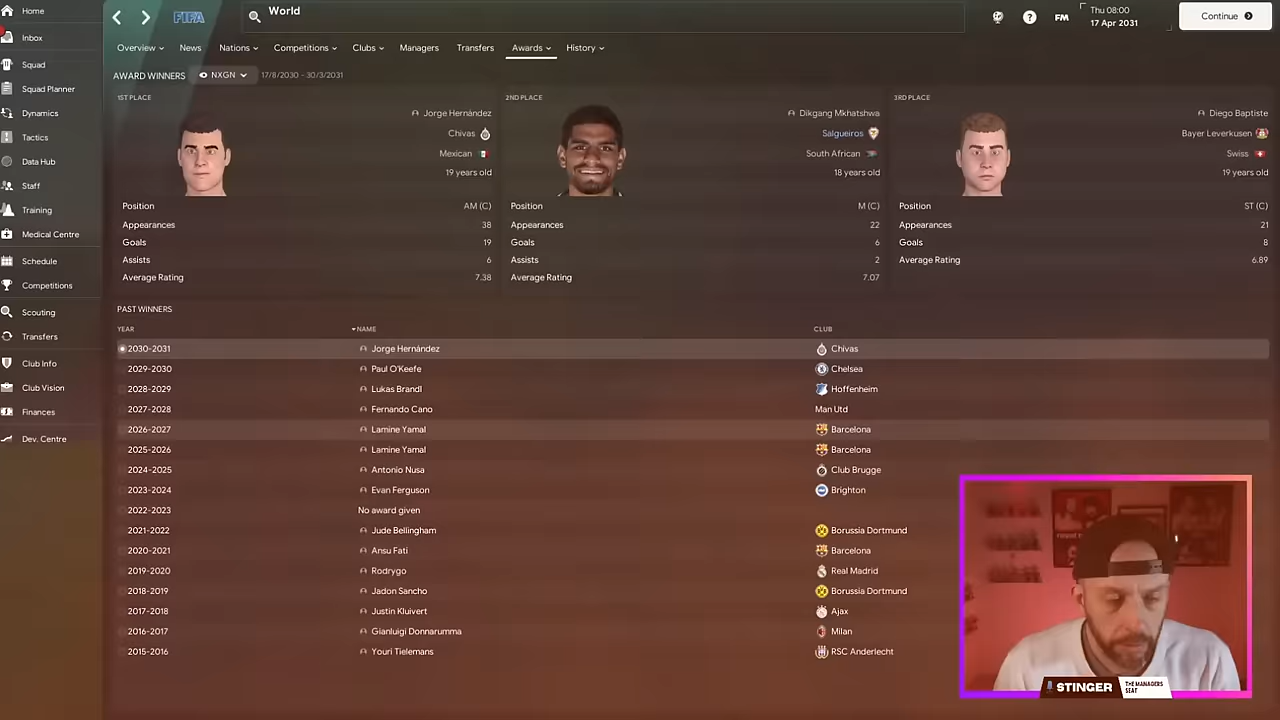 Home
Inbox
Squad
Squad Planner
Dynamics
Tactics
Data Hub
Staff
Training
Medical Centre
Schedule
Competitions
Scouting
Transfers
Club Info
Club Vision
Finances
Dev. Centre
FIFA
World
FM
Thu 08:00
17 Apr 2031
Continue
Overview News Nations Competitions Clubs Managers Transfers Awards History
AWARD WINNERS NXGN 17/8/2030 - 30/3/2031
1ST PLACE
Jorge Hernández
Chivas
Mexican
19 years old
Position AM (C)
Appearances 38
Goals 19
Assists 6
Average Rating 7.38
2ND PLACE
Dikgang Mkhatshwa
Salgueiros
South African
18 years old
Position M (C)
Appearances 22
Goals 6
Assists 2
Average Rating 7.07
3RD PLACE
Diego Baptiste
Bayer Leverkusen
Swiss
19 years old
Position ST (C)
Appearances 21
Goals 8
Average Rating 6.89
PAST WINNERS
YEAR NAME CLUB
2030-2031 Jorge Hernández Chivas
2029-2030 Paul O'Keefe Chelsea
2028-2029 Lukas Brandl Hoffenheim
2027-2028 Fernando Cano Man Utd
2026-2027 Lamine Yamal Barcelona
2025-2026 Lamine Yamal Barcelona
2024-2025 Antonio Nusa Club Brugge
2023-2024 Evan Ferguson Brighton
2022-2023 No award given
2021-2022 Jude Bellingham Borussia Dortmund
2020-2021 Ansu Fati Barcelona
2019-2020 Rodrygo Real Madrid
2018-2019 Jadon Sancho Borussia Dortmund
2017-2018 Justin Kluivert Ajax
2016-2017 Gianluigi Donnarumma Milan
2015-2016 Youri Tielemans RSC Anderlecht
STINGER
THE MANAGERS
SEAT